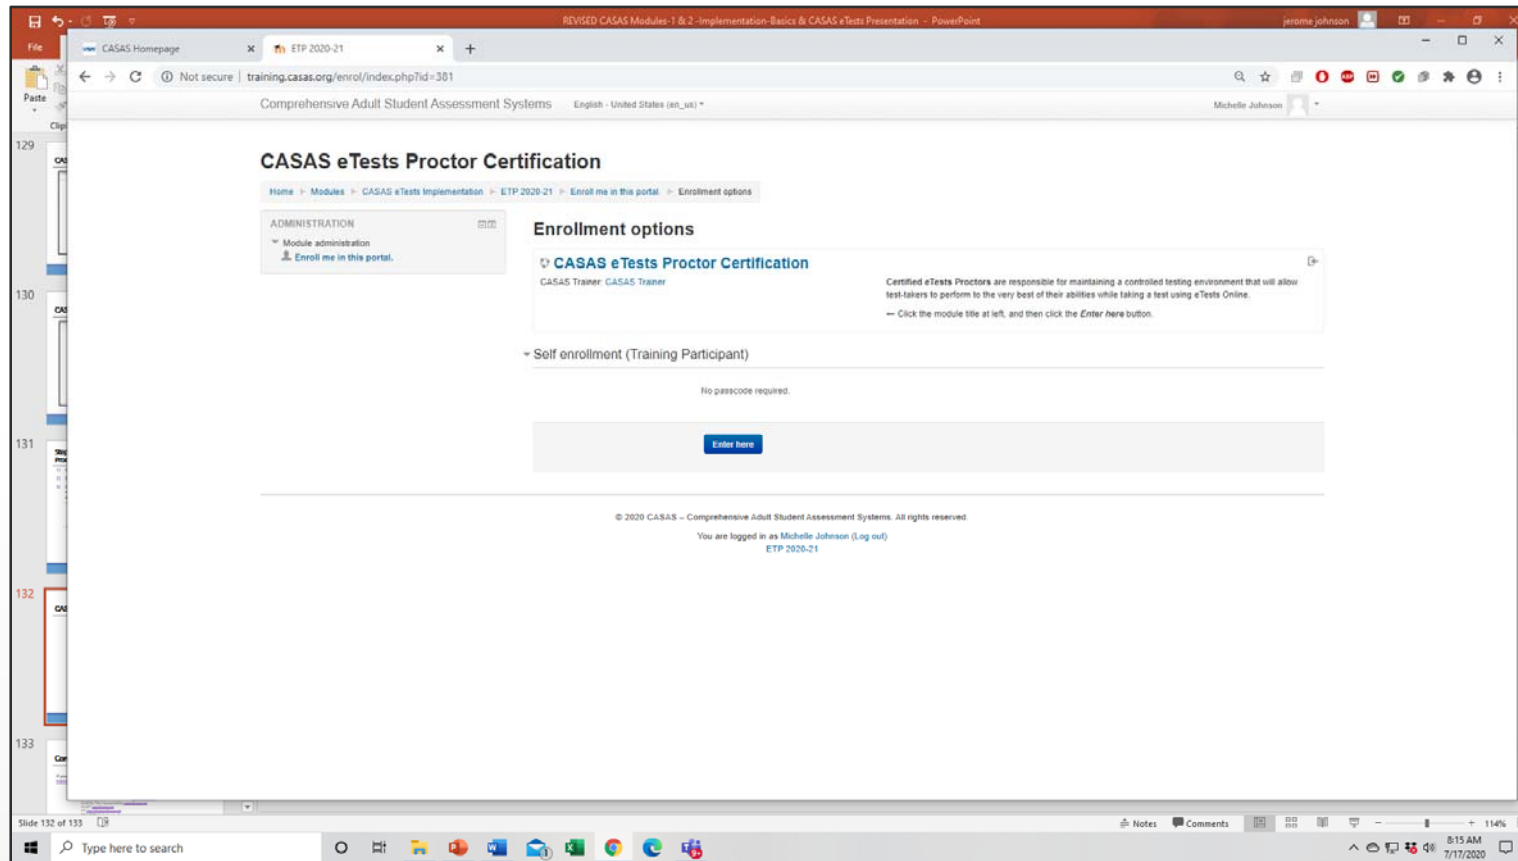 REVISED CASAS Modules-1 & 2 -Implementation-Basics & CASAS eTests Presentation - PowerPoint
jerome johnson
File
CASAS Homepage
ETP 2020-21
Not secure | training.casas.org/enrol/index.php?id=381
Paste
Comprehensive Adult Student Assessment Systems English - United States (en_us)
Michelle Johnson
CASAS eTests Proctor Certification
Home Modules CASAS eTests Implementation ETP 2020-21 Enroll me in this portal. Enrollment options
ADMINISTRATION
Module administration
Enroll me in this portal.
Enrollment options
CASAS eTests Proctor Certification
CASAS Trainer: CASAS Trainer
Certified eTests Proctors are responsible for maintaining a controlled testing environment that will allow
test-takers to perform to the very best of their abilities while taking a test using eTests Online.
— Click the module title at left, and then click the Enter here button.
Self enrollment (Training Participant)
No passcode required.
Enter here
© 2020 CASAS – Comprehensive Adult Student Assessment Systems. All rights reserved.
You are logged in as Michelle Johnson (Log out)
ETP 2020-21
129
130
131
132
133
Slide 132 of 133
Notes
Comments
114%
Type here to search
8:15 AM
7/17/2020